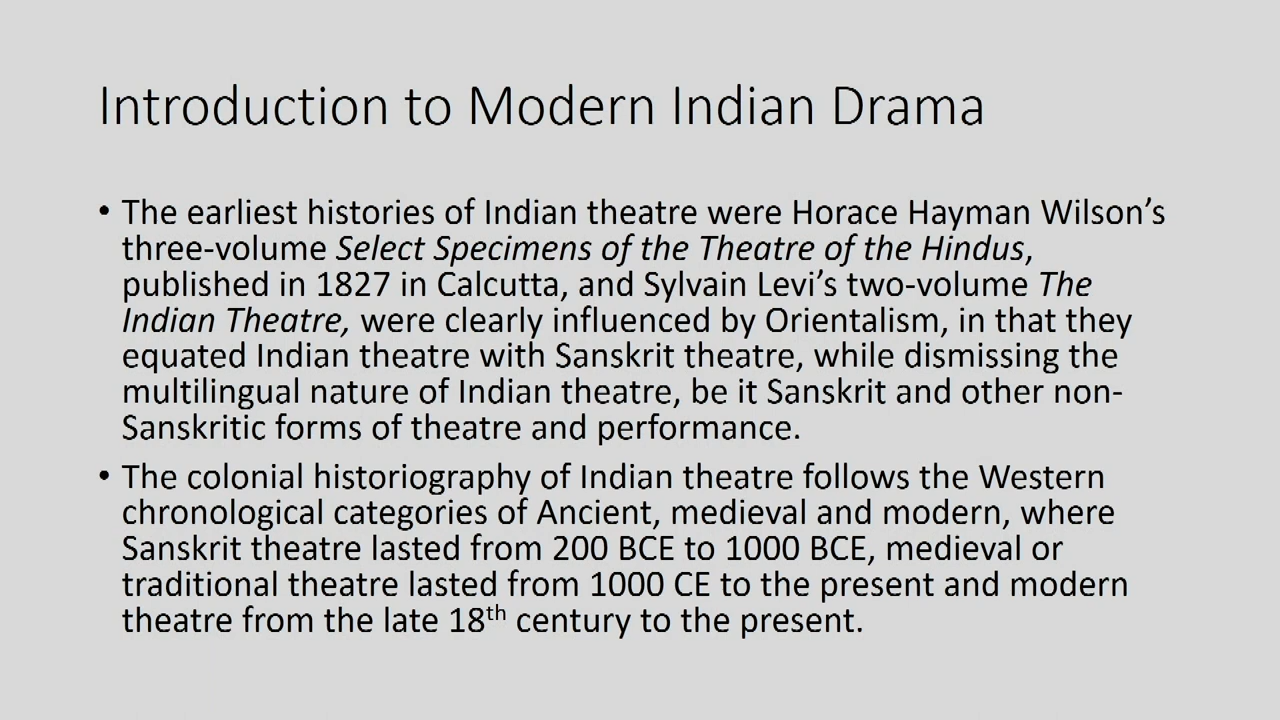 Introduction to Modern Indian Drama
• The earliest histories of Indian theatre were Horace Hayman Wilson's
three-volume Select Specimens of the Theatre of the Hindus,
published in 1827 in Calcutta, and Sylvain Levi's two-volume The
Indian Theatre, were clearly influenced by Orientalism, in that they
equated Indian theatre with Sanskrit theatre, while dismissing the
multilingual nature of Indian theatre, be it Sanskrit and other non-
Sanskritic forms of theatre and performance.
• The colonial historiography of Indian theatre follows the Western
chronological categories of Ancient, medieval and modern, where
Sanskrit theatre lasted from 200 BCE to 1000 BCE, medieval or
traditional theatre lasted from 1000 CE to the present and modern
theatre from the late 18th century to the present.